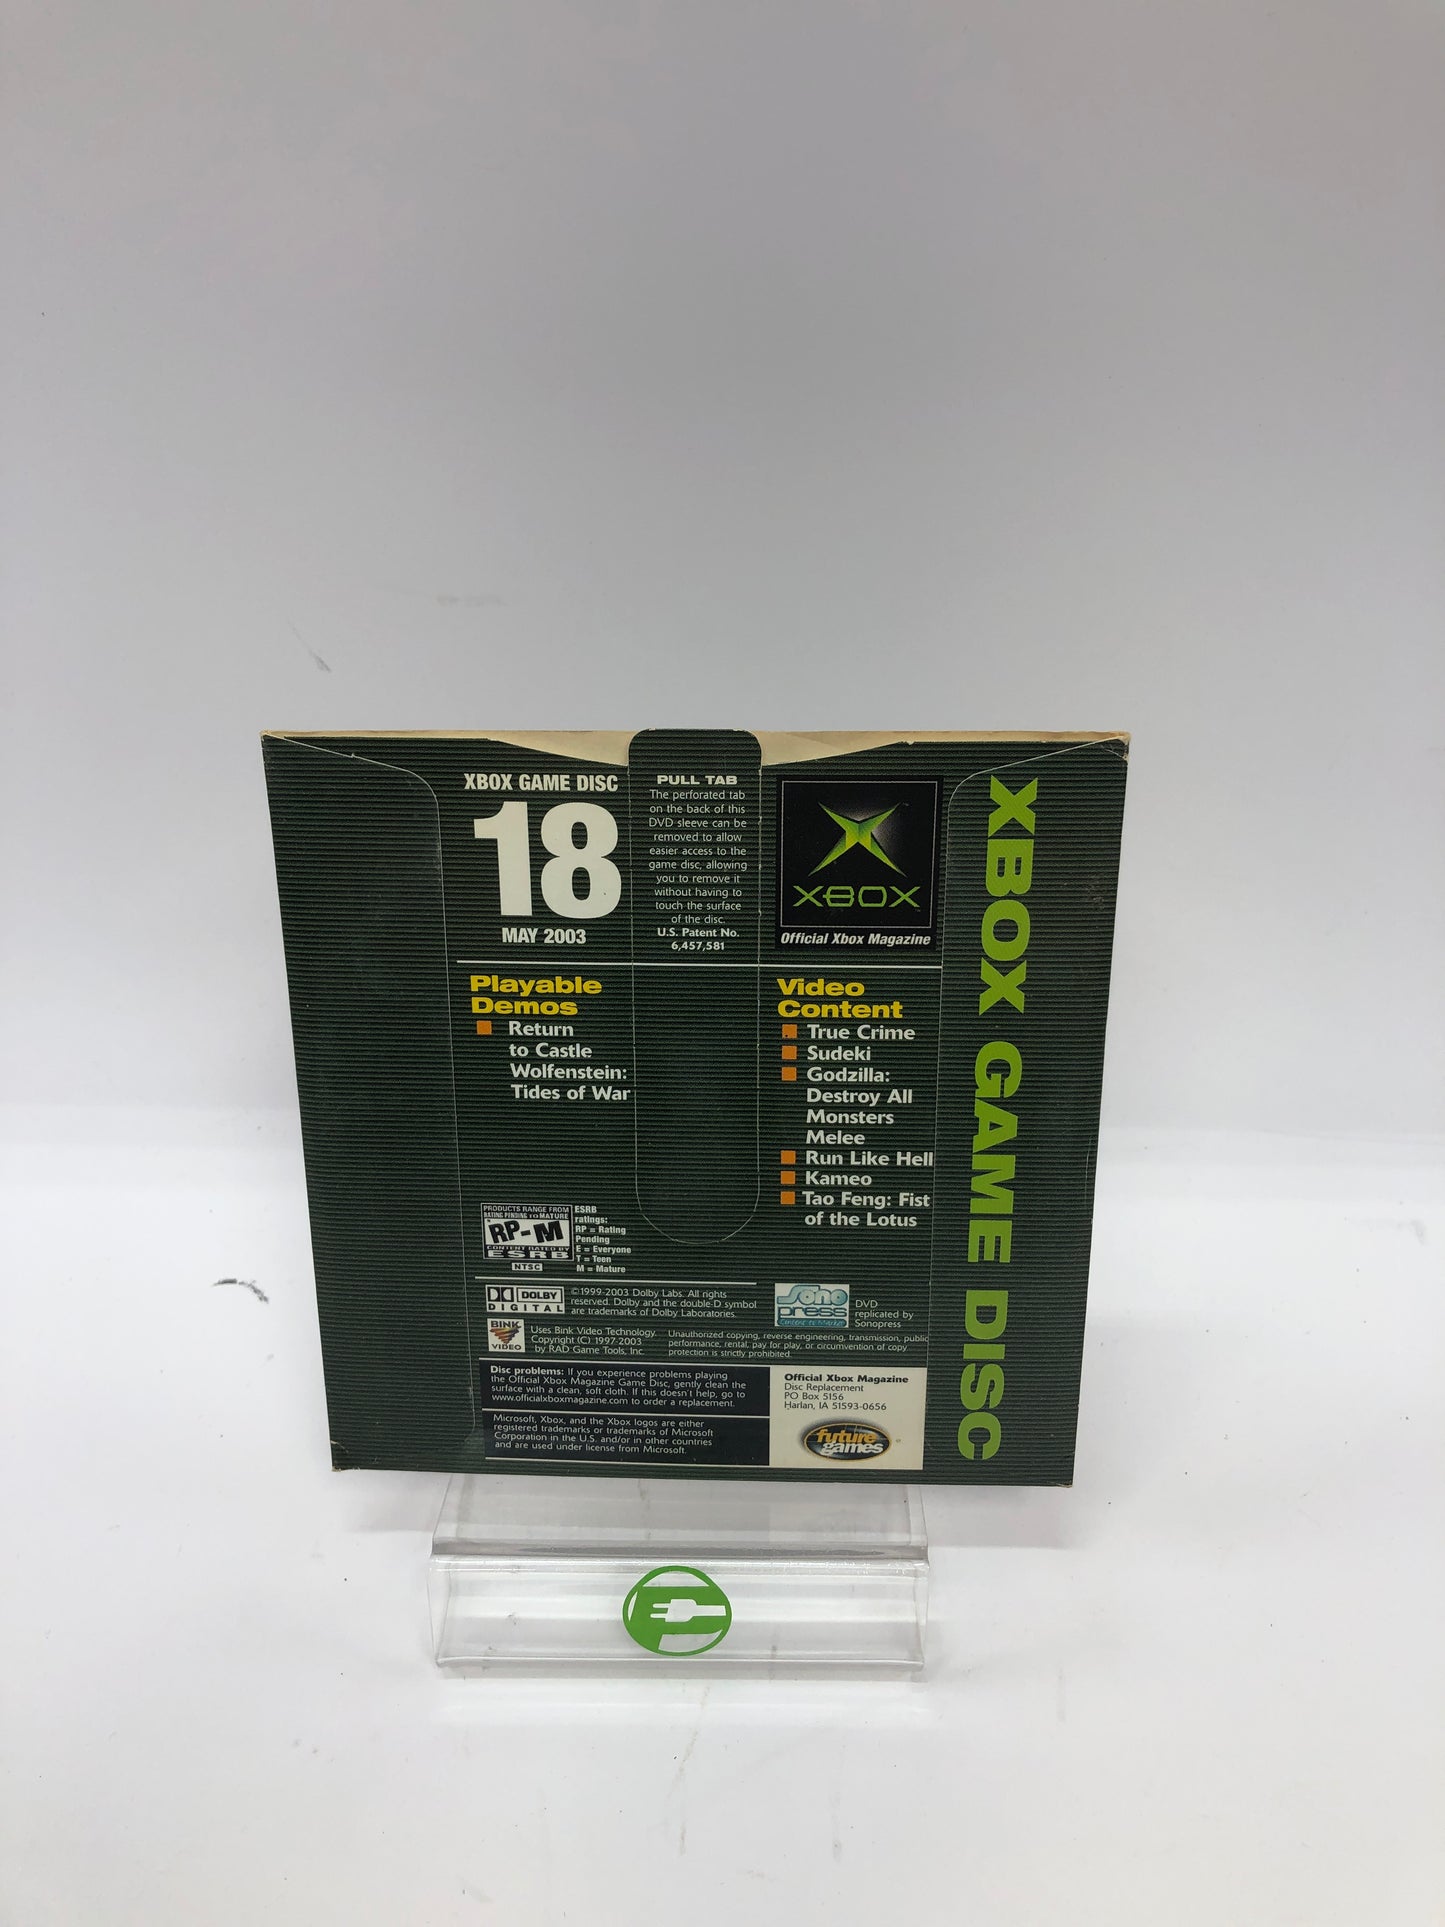 XBOX GAME DISC
18
MAY 2003
PULL TAB
The perforated tab
on the back of this
DVD sleeve can be
removed to allow
easier access to the
game disc, allowing
you to remove it
without having to
touch the surface
of the disc.
U.S. Patent No.
6,457,581
XBOX
Official Xbox Magazine
Playable
Demos
Return
to Castle
Wolfenstein:
Tides of War
Video
Content
True Crime
Sudeki
Godzilla:
Destroy All
Monsters
Melee
Run Like Hell
Kameo
Tao Feng: Fist
of the Lotus
XBOX GAME DISC
PRODUCTS RANGE FROM
RATING PENDING TO MATURE
RP-M
CONTENT RATED BY
ESRB
NTSC
ESRB
ratings:
RP = Rating
Pending
E = Everyone
T = Teen
M = Mature
DOLBY
DIGITAL
©1999-2003 Dolby Labs. All rights
reserved. Dolby and the double-D symbol
are trademarks of Dolby Laboratories.
Sono
press
DVD
replicated by
Sonopress
BINK
VIDEO
Uses Bink Video Technology.
Copyright (C) 1997-2003
by RAD Game Tools, Inc.
Unauthorized copying, reverse engineering, transmission, public
performance, rental, pay for play, or circumvention of copy
protection is strictly prohibited.
Disc problems: If you experience problems playing
the Official Xbox Magazine Game Disc, gently clean the
surface with a clean, soft cloth. If this doesn't help, go to
www.officialxboxmagazine.com to order a replacement.
Microsoft, Xbox, and the Xbox logos are either
registered trademarks or trademarks of Microsoft
Corporation in the U.S. and/or in other countries
and are used under license from Microsoft.
Official Xbox Magazine
Disc Replacement
PO Box 5156
Harlan, IA 51593-0656
future
games